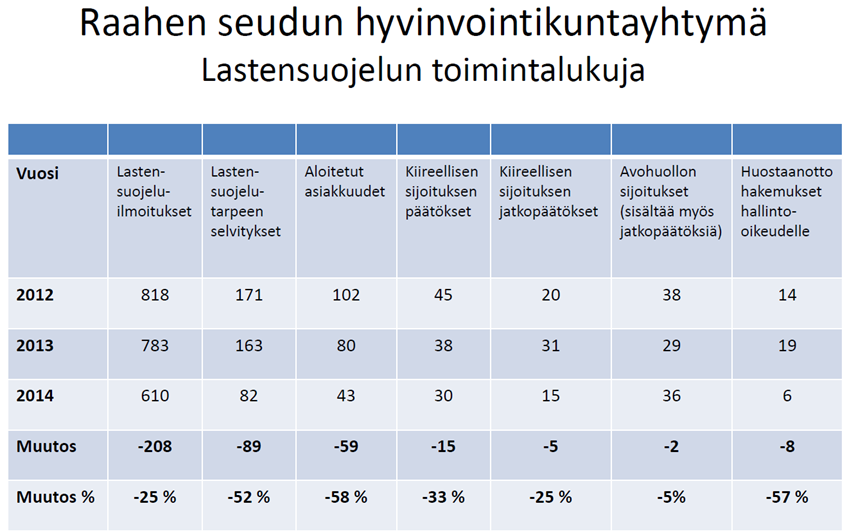 Raahen seudun hyvinvointikuntayhtymä
Lastensuojelun toimintalukuja
Vuosi Lasten-suojelu-ilmoitukset Lasten-suojelu-tarpeen selvitykset Aloitetut asiakkuudet Kiireellisen sijoituksen päätökset Kiireellisen sijoituksen jatkopäätökset Avohuollon sijoitukset (sisältää myös jatkopäätöksiä) Huostaanotto hakemukset hallinto-oikeudelle
2012 818 171 102 45 20 38 14
2013 783 163 80 38 31 29 19
2014 610 82 43 30 15 36 6
Muutos -208 -89 -59 -15 -5 -2 -8
Muutos % -25 % -52 % -58 % -33 % -25 % -5% -57 %